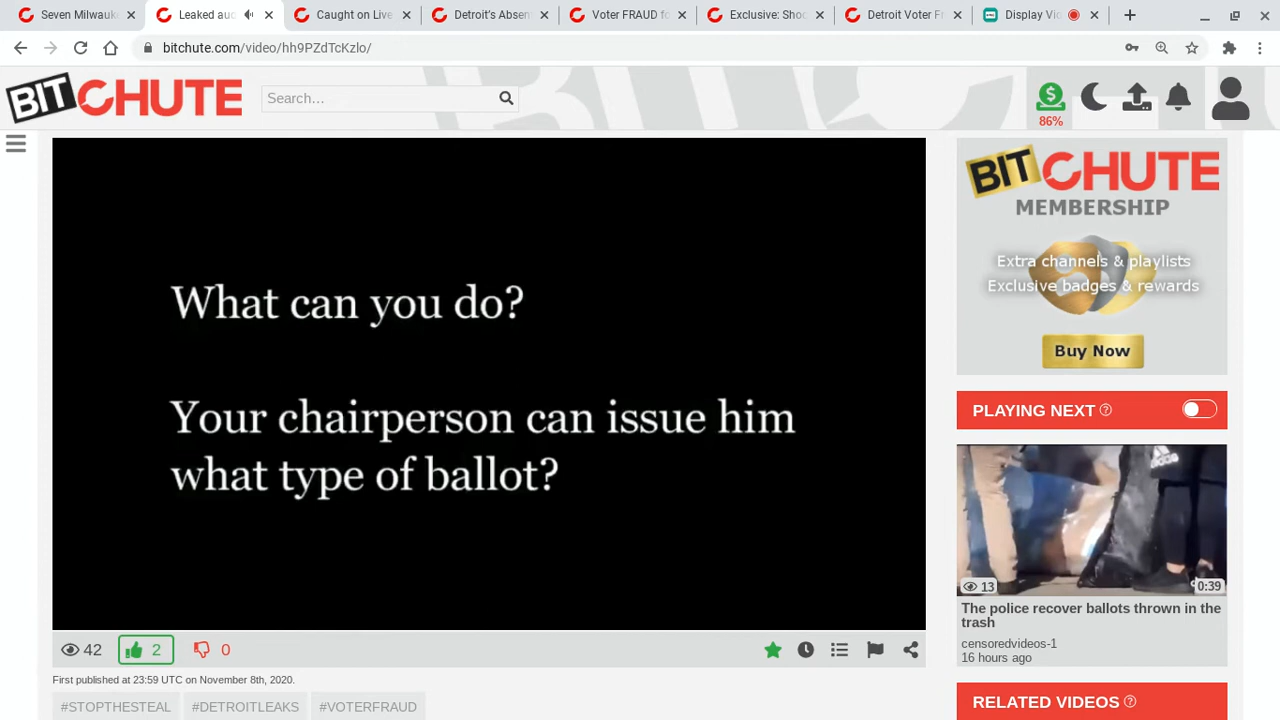 Seven Milwauke
Leaked aud
Caught on Live
Detroit's Absen
Voter FRAUD fo
Exclusive: Shoc
Detroit Voter Fr
Display Vid
bitchute.com/video/hh9PZdTcKzlo/
BITCHUTE
Search...
86%
What can you do?
Your chairperson can issue him
what type of ballot?
BITCHUTE
MEMBERSHIP
Extra channels & playlists
Exclusive badges & rewards
Buy Now
PLAYING NEXT
13
0:39
The police recover ballots thrown in the
trash
censoredvideos-1
16 hours ago
42
2
0
First published at 23:59 UTC on November 8th, 2020.
#STOPTHESTEAL
#DETROITLEAKS
#VOTERFRAUD
RELATED VIDEOS